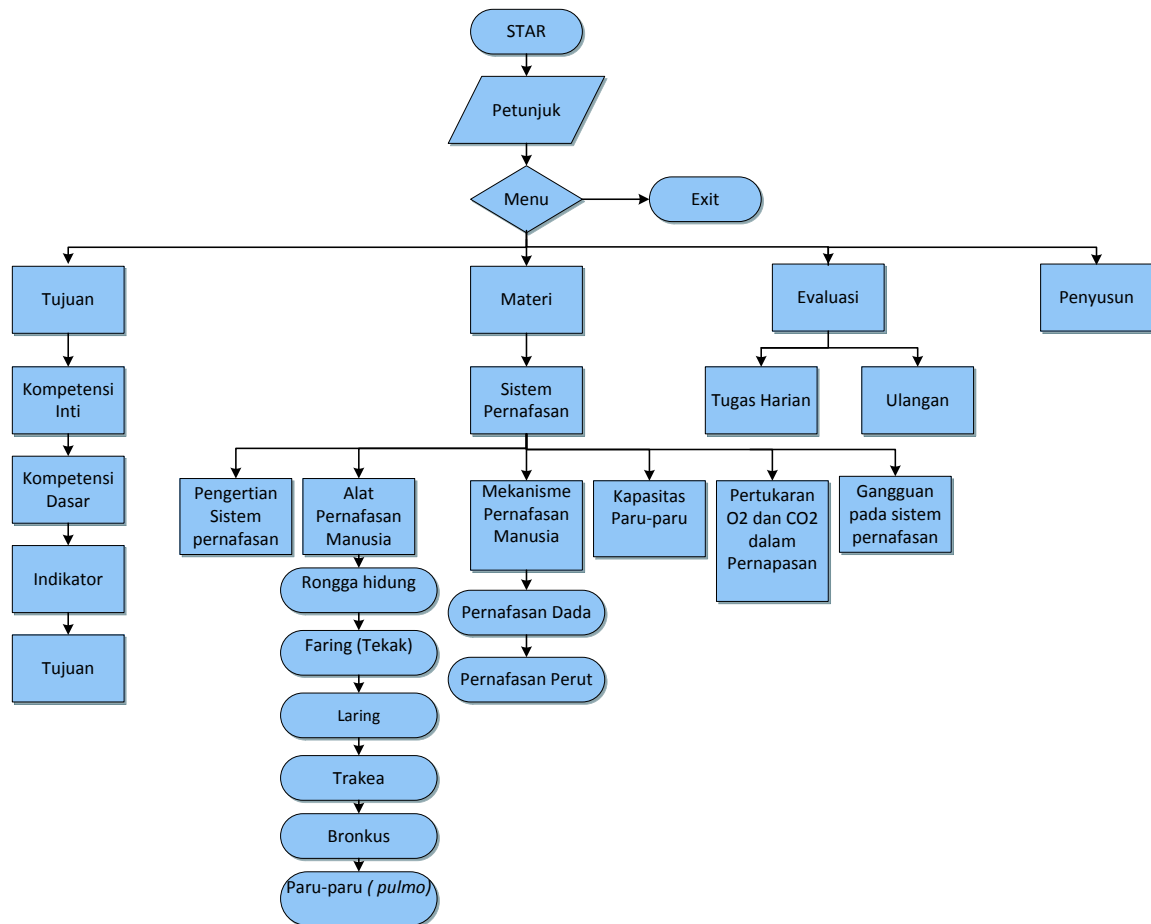 STAR
Petunjuk
Menu
Exit
Tujuan
Materi
Evaluasi
Penyusun
Kompetensi
Inti
Sistem
Pernafasan
Tugas Harian
Ulangan
Kompetensi
Dasar
Indikator
Tujuan
Pengertian
Sistem
pernafasan
Alat
Pernafasan
Manusia
Mekanisme
Pernafasan
Manusia
Kapasitas
Paru-paru
Pertukaran
O2 dan CO2
dalam
Pernapasan
Gangguan
pada sistem
pernafasan
Rongga hidung
Faring (Tekak)
Laring
Trakea
Bronkus
Paru-paru ( pulmo)
Pernafasan Dada
Pernafasan Perut